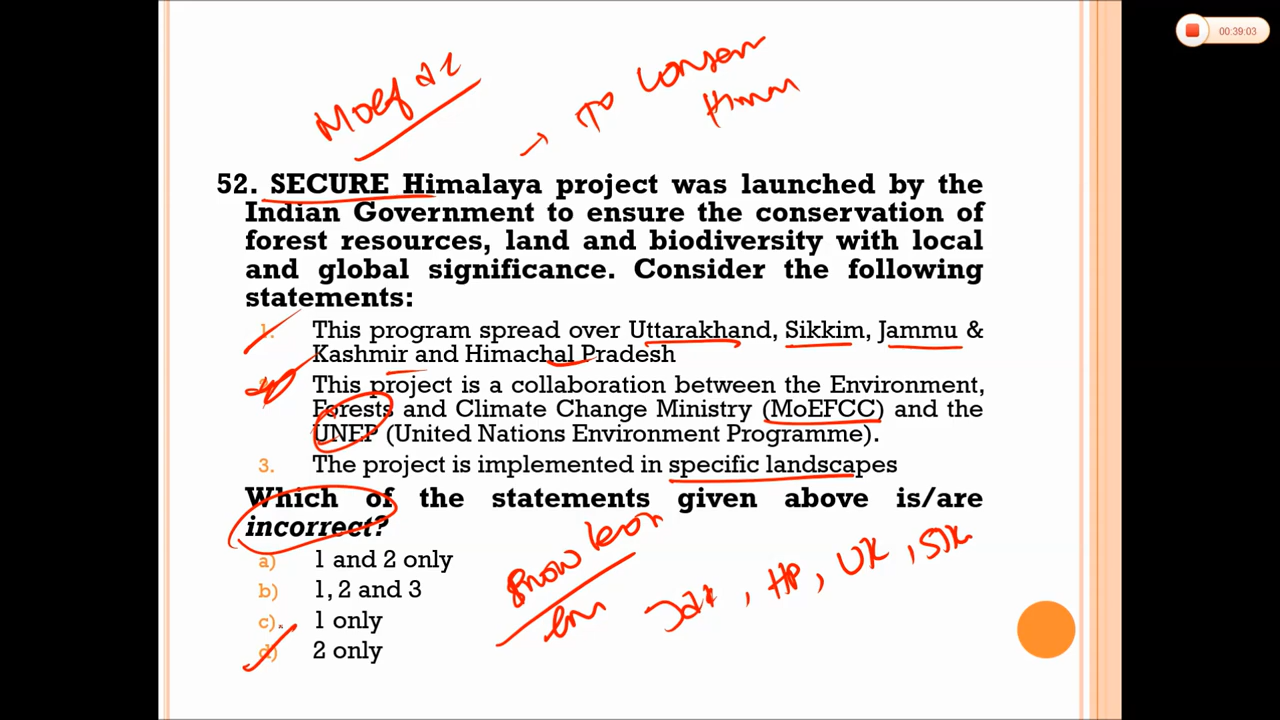 00:39:03
MoEF & C
→ To Conserv
52. SECURE Himalaya project was launched by the
Indian Government to ensure the conservation of
forest resources, land and biodiversity with local
and global significance. Consider the following
statements:
1. This program spread over Uttarakhand, Sikkim, Jammu &
Kashmir and Himachal Pradesh
This project is a collaboration between the Environment,
Forests and Climate Change Ministry (MoEFCC) and the
UNEP (United Nations Environment Programme).
3. The project is implemented in specific landscapes
Which of the statements given above is/are
incorrect?
a) 1 and 2 only
b) 1, 2 and 3
c) 1 only
d) 2 only
Snow leo
J&K, HP, UK, SIK